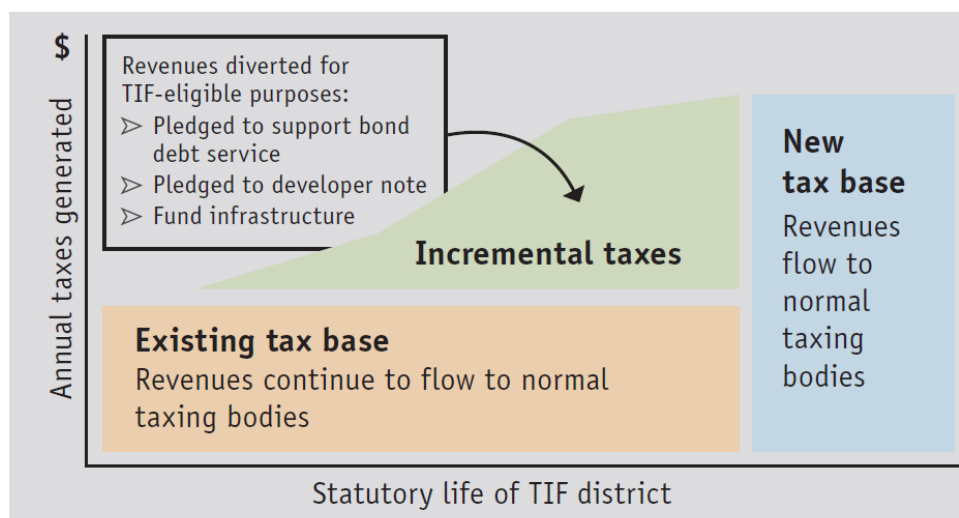 $
Annual taxes generated
Revenues diverted for
TIF-eligible purposes:
➢ Pledged to support bond
debt service
➢ Pledged to developer note
➢ Fund infrastructure
Incremental taxes
Existing tax base
Revenues continue to flow to normal
taxing bodies
New
tax base
Revenues
flow to
normal
taxing
bodies
Statutory life of TIF district